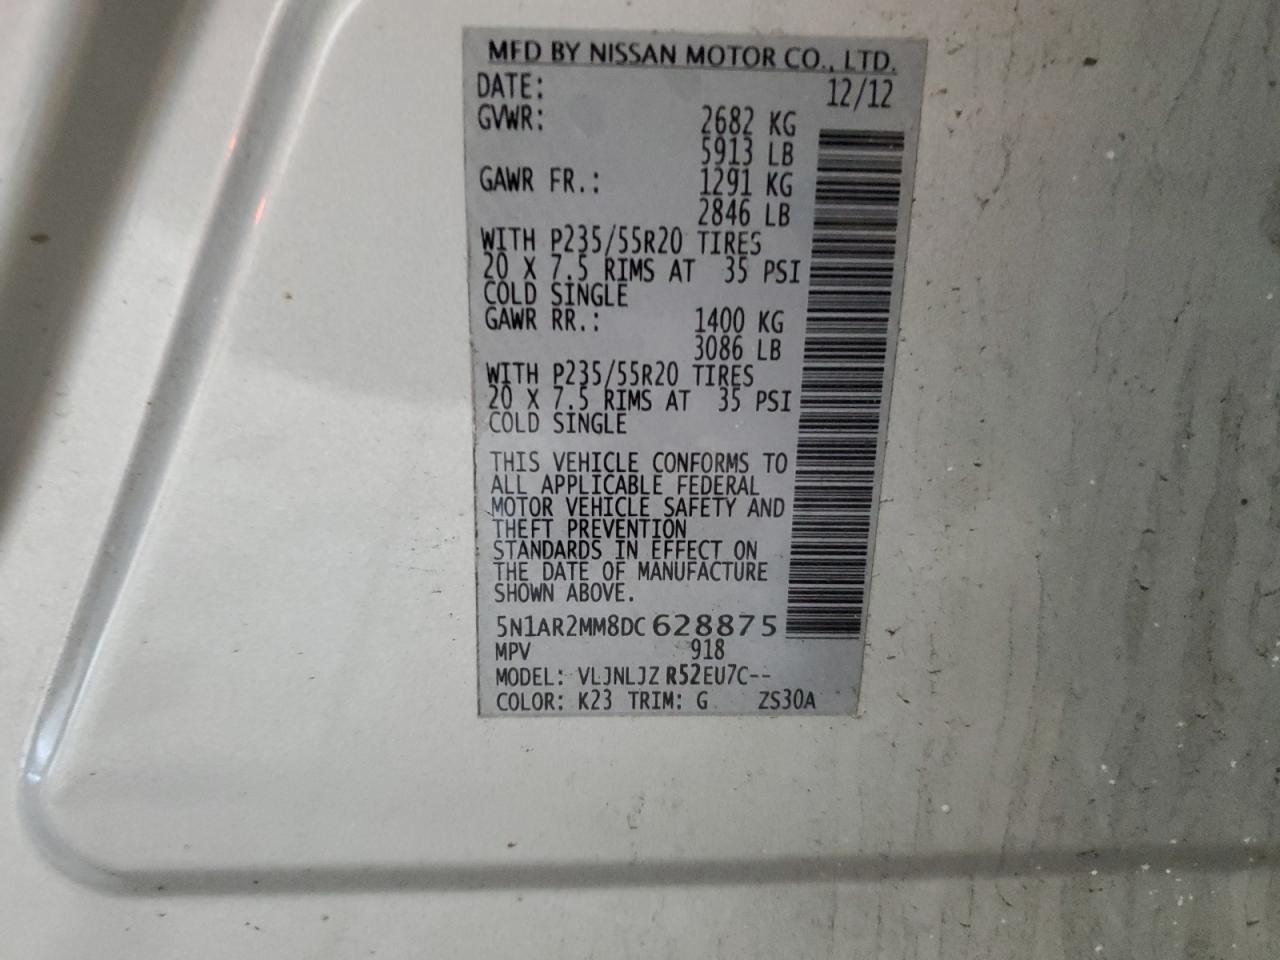 MFD BY NISSAN MOTOR CO., LTD.
DATE: 12/12
GVWR: 2682 KG
5913 LB
GAWR FR.: 1291 KG
2846 LB
WITH P235/55R20 TIRES
20 X 7.5 RIMS AT 35 PSI
COLD SINGLE
GAWR RR.: 1400 KG
3086 LB
WITH P235/55R20 TIRES
20 X 7.5 RIMS AT 35 PSI
COLD SINGLE
THIS VEHICLE CONFORMS TO
ALL APPLICABLE FEDERAL
MOTOR VEHICLE SAFETY AND
THEFT PREVENTION
STANDARDS IN EFFECT ON
THE DATE OF MANUFACTURE
SHOWN ABOVE.
5N1AR2MM8DC628875
MPV 918
MODEL: VLJNLJZ R52EU7C--
COLOR: K23 TRIM: G ZS30A